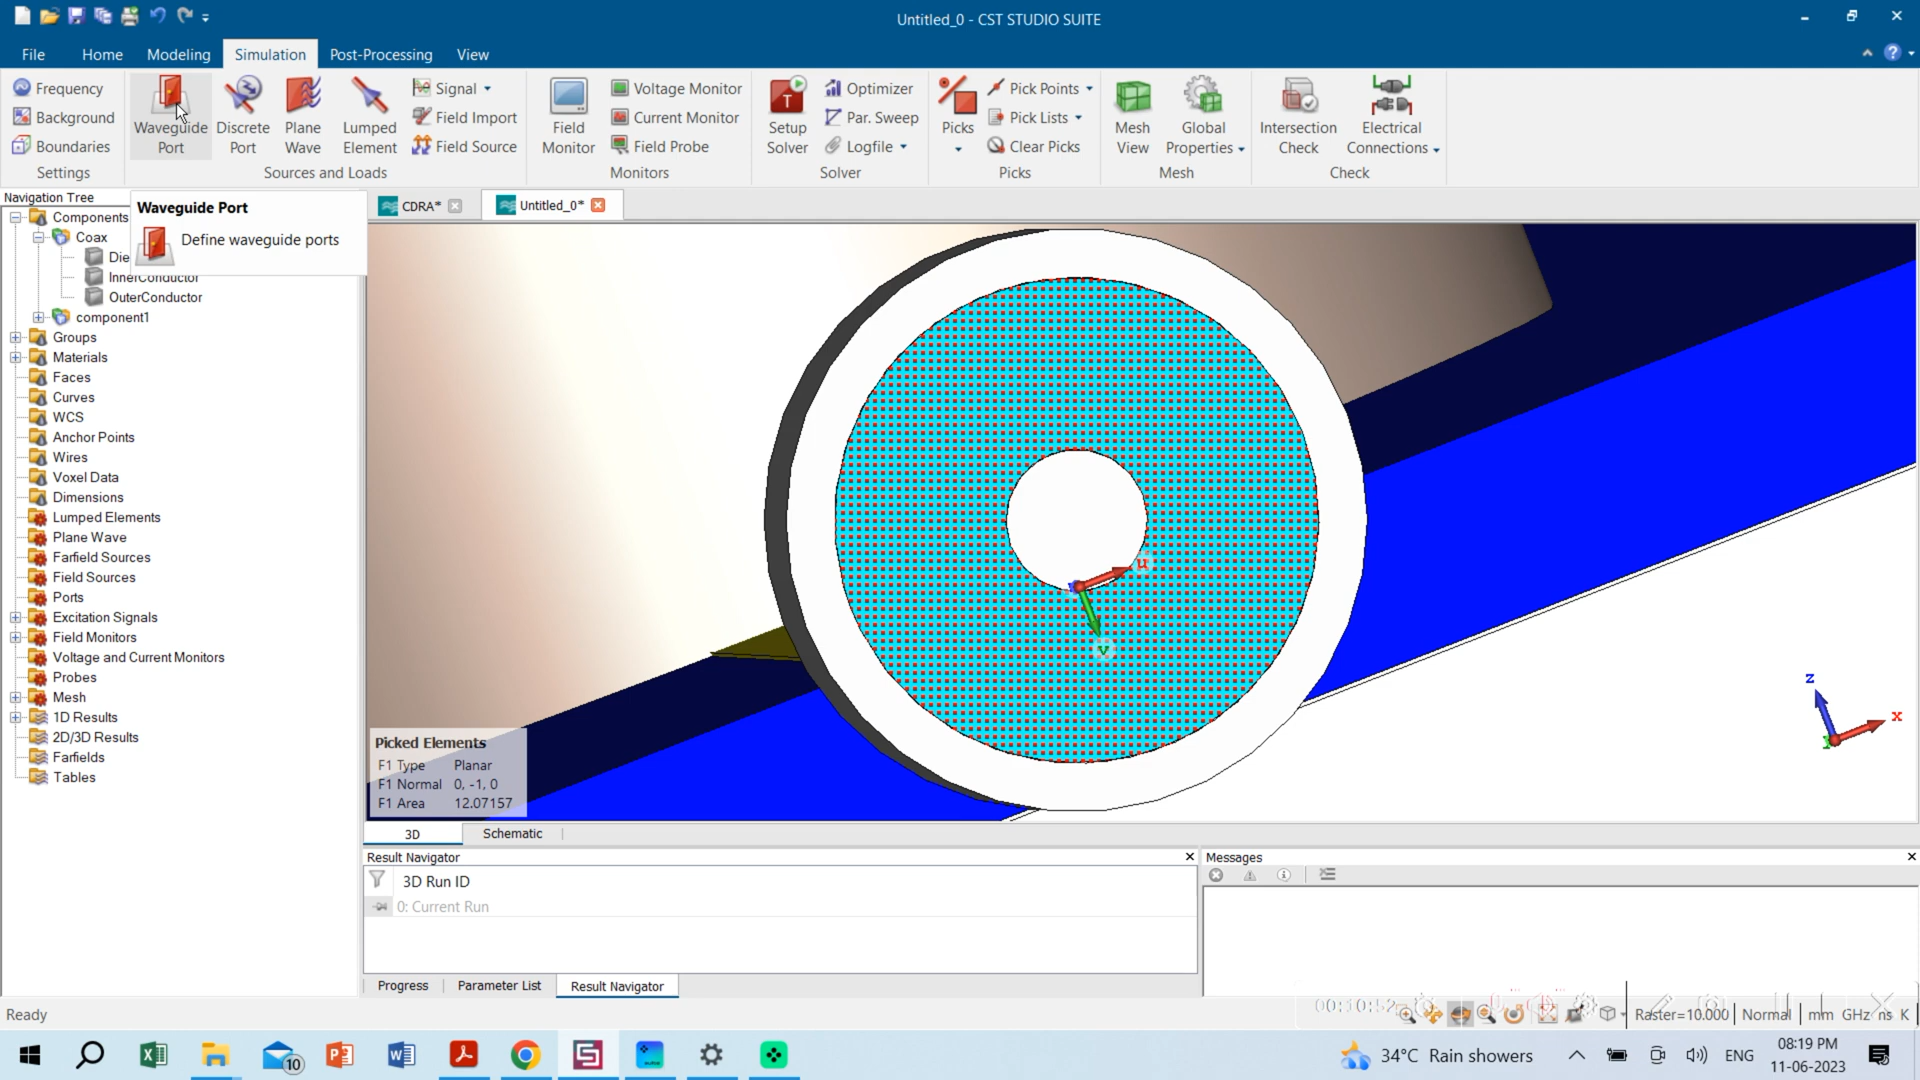 Untitled_0 - CST STUDIO SUITE
File Home Modeling Simulation Post-Processing View
Frequency
Background
Boundaries
Settings
Waveguide Port
Discrete Port
Plane Wave
Lumped Element
Signal
Field Import
Field Source
Sources and Loads
Field Monitor
Voltage Monitor
Current Monitor
Field Probe
Monitors
Setup Solver
Optimizer
Par. Sweep
Logfile
Solver
Picks
Pick Points
Pick Lists
Clear Picks
Picks
Mesh View
Global Properties
Mesh
Intersection Check
Electrical Connections
Check
Navigation Tree
Waveguide Port
Define waveguide ports
CDRA*
Untitled_0*
Components
Coax
Die
InnerConductor
OuterConductor
component1
Groups
Materials
Faces
Curves
WCS
Anchor Points
Wires
Voxel Data
Dimensions
Lumped Elements
Plane Wave
Farfield Sources
Field Sources
Ports
Excitation Signals
Field Monitors
Voltage and Current Monitors
Probes
Mesh
1D Results
2D/3D Results
Farfields
Tables
u
v
z
x
Picked Elements
F1 Type Planar
F1 Normal 0, -1, 0
F1 Area 12.07157
3D Schematic
Result Navigator
3D Run ID
0: Current Run
Progress Parameter List Result Navigator
Messages
Ready
00:10:52
Raster=10.000 Normal mm GHz ns K
10
34°C Rain showers
ENG
08:19 PM
11-06-2023